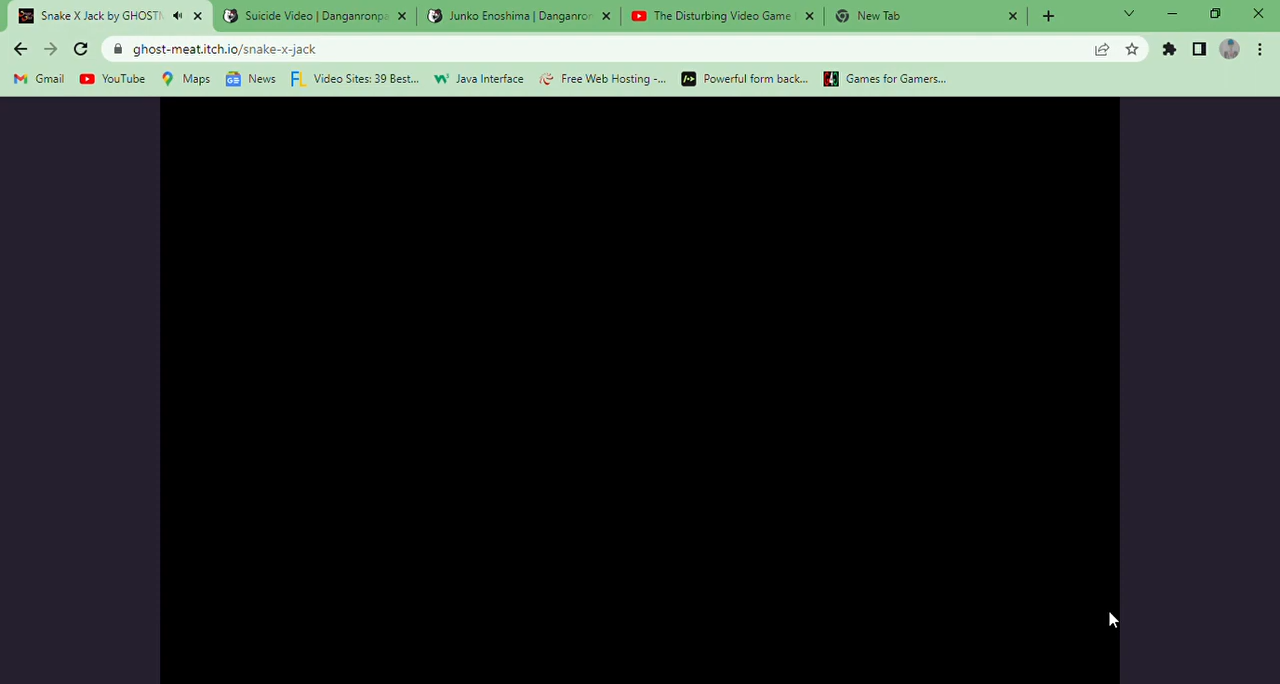 Snake X Jack by GHOSTM Suicide Video | Danganronpa Junko Enoshima | Danganron The Disturbing Video Game New Tab
ghost-meat.itch.io/snake-x-jack
Gmail YouTube Maps News Video Sites: 39 Best... Java Interface Free Web Hosting -... Powerful form back... Games for Gamers...